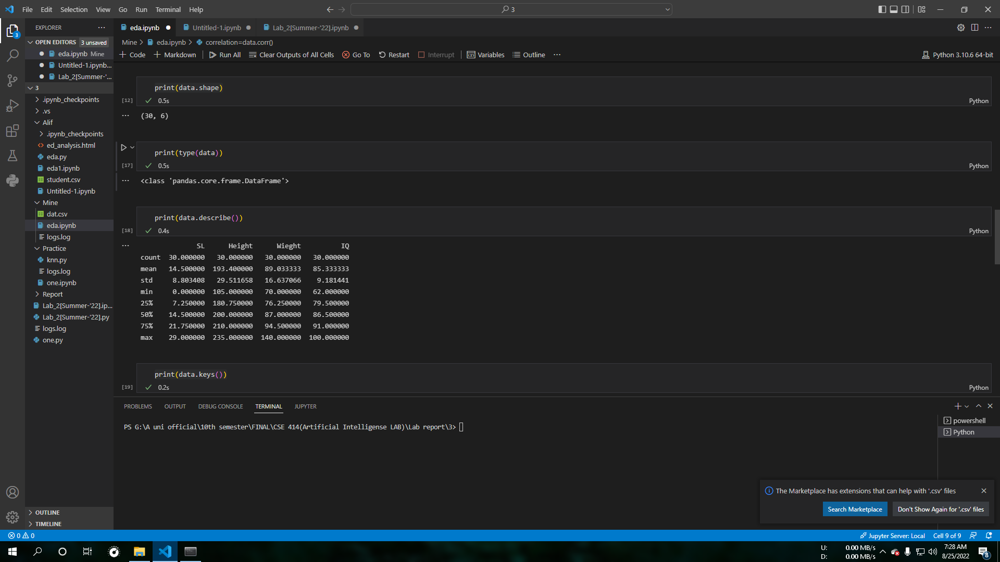 File Edit Selection View Go Run Terminal Help
3
EXPLORER
eda.ipynb
Untitled-1.ipynb
Lab_2[Summer-'22].ipynb
OPEN EDITORS 3 unsaved
Mine > eda.ipynb > correlation=data.corr()
eda.ipynb Mine
Untitled-1.ipynb...
Lab_2[Summer-'...
Code Markdown Run All Clear Outputs of All Cells Go To Restart Interrupt Variables Outline ... Python 3.10.6 64-bit
3
3
.ipynb_checkpoints
.vs
Alif
.ipynb_checkpoints
ed_analysis.html
eda.py
eda1.ipynb
student.csv
Untitled-1.ipynb
Mine
dat.csv
eda.ipynb
logs.log
Practice
knn.py
logs.log
one.ipynb
Report
Lab_2[Summer-'22].ip...
Lab_2[Summer-'22].py
logs.log
one.py
OUTLINE
TIMELINE
print(data.shape)
[12] 0.5s Python
(30, 6)
print(type(data))
[17] 0.5s Python
<class 'pandas.core.frame.DataFrame'>
print(data.describe())
[18] 0.4s Python
SL Height Wieght IQ
count 30.000000 30.000000 30.000000 30.000000
mean 14.500000 193.400000 89.033333 85.333333
std 8.803408 29.511658 16.637066 9.181441
min 0.000000 105.000000 70.000000 62.000000
25% 7.250000 180.750000 76.250000 79.500000
50% 14.500000 200.000000 87.000000 86.500000
75% 21.750000 210.000000 94.500000 91.000000
max 29.000000 235.000000 140.000000 100.000000
print(data.keys())
[19] 0.2s Python
PROBLEMS OUTPUT DEBUG CONSOLE TERMINAL JUPYTER
PS G:\A uni official\10th semester\FINAL\CSE 414(Artificial Intelligense LAB)\Lab report\3>
powershell
Python
The Marketplace has extensions that can help with '.csv' files
Search Marketplace Don't Show Again for '.csv' files
0 0 Jupyter Server: Local Cell 9 of 9
U: 0.00 MB/s
D: 0.00 MB/s
7:28 AM
8/25/2022
8